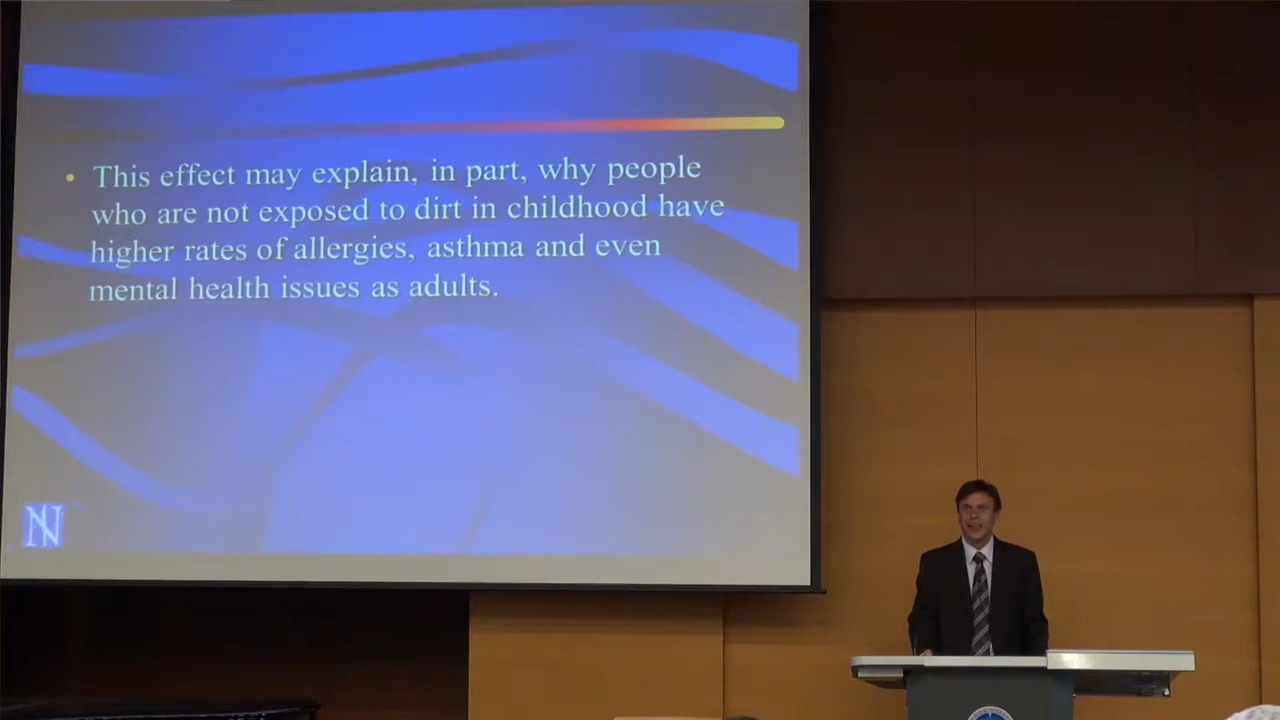 • This effect may explain, in part, why people
who are not exposed to dirt in childhood have
higher rates of allergies, asthma and even
mental health issues as adults.
N